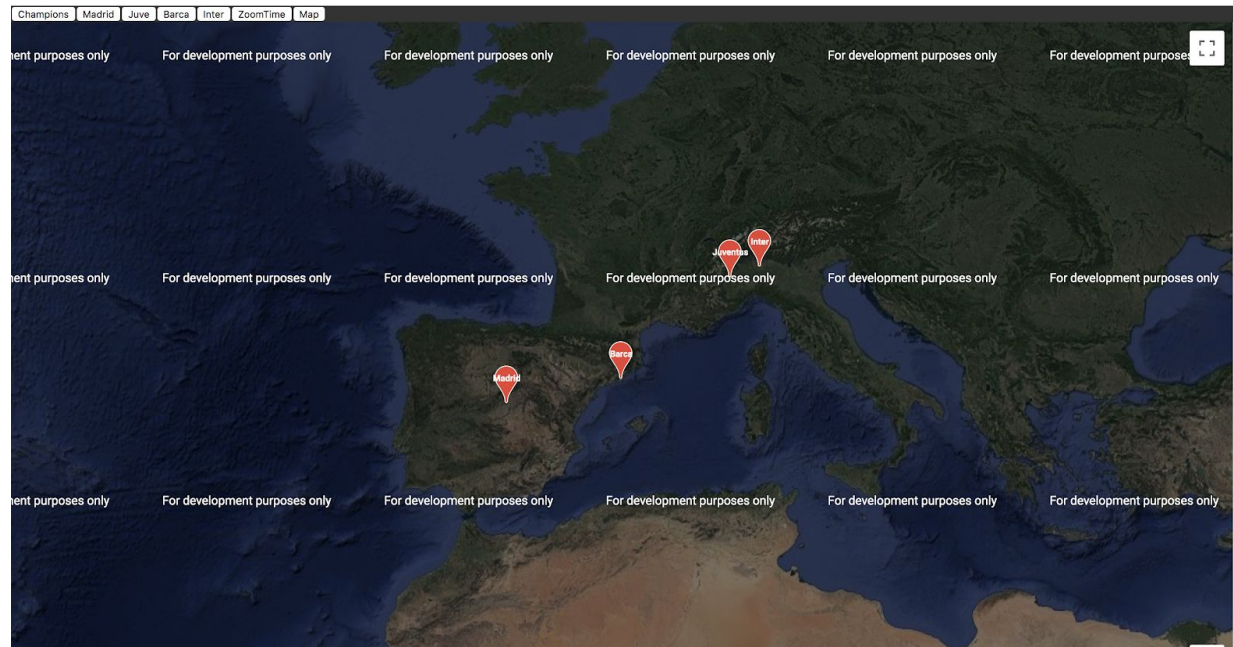 Champions Madrid Juve Barca Inter ZoomTime Map
ment purposes only For development purposes only For development purposes only For development purposes only For development purposes only For development purposes
Inter
Juventus
ment purposes only For development purposes only For development purposes only For development purposes only For development purposes only For development purposes only
Barca
Madrid
ment purposes only For development purposes only For development purposes only For development purposes only For development purposes only For development purposes only